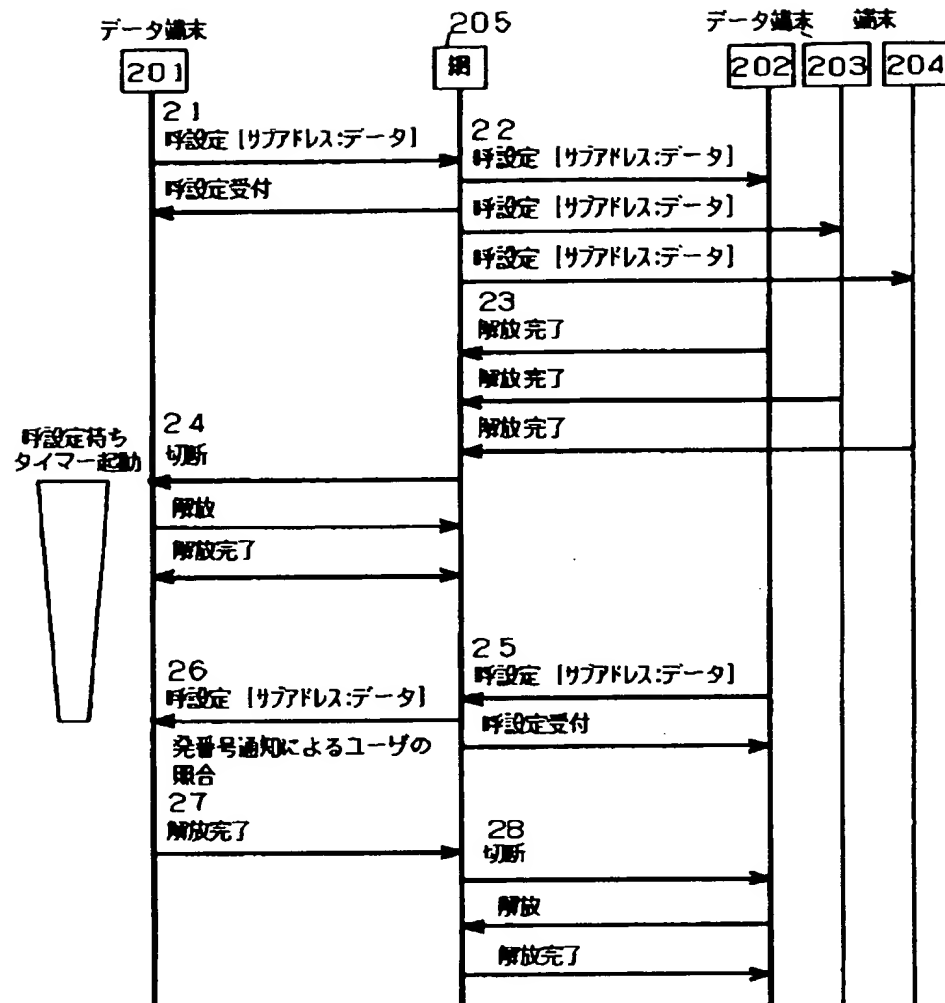 205
データ端末
データ端末
端末
201
網
202
203
204
21
呼設定 [サブアドレス:データ]
22
呼設定 [サブアドレス:データ]
呼設定受付
呼設定 [サブアドレス:データ]
呼設定 [サブアドレス:データ]
23
解放完了
解放完了
24
切断
解放完了
呼設定待ち
タイマー起動
解放
解放完了
25
呼設定 [サブアドレス:データ]
26
呼設定 [サブアドレス:データ]
呼設定受付
発番号通知によるユーザの
照合
27
解放完了
28
切断
解放
解放完了